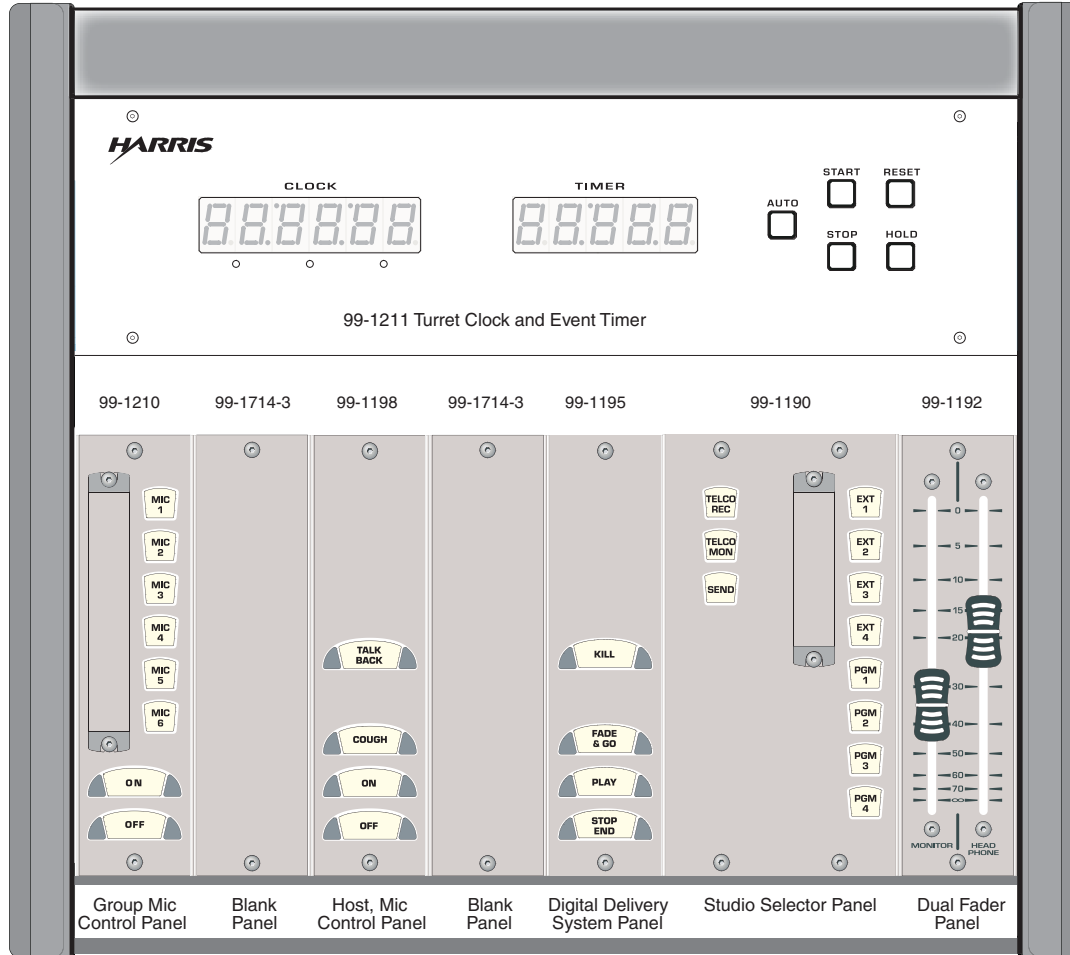 HARRIS
CLOCK
TIMER
AUTO
START
RESET
STOP
HOLD
99-1211 Turret Clock and Event Timer
99-1210
99-1714-3
99-1198
99-1714-3
99-1195
99-1190
99-1192
MIC
1
MIC
2
MIC
3
MIC
4
MIC
5
MIC
6
ON
OFF
TALK
BACK
COUGH
ON
OFF
KILL
FADE
& GO
PLAY
STOP
END
TELCO
REC
TELCO
MON
SEND
EXT
1
EXT
2
EXT
3
EXT
4
PGM
1
PGM
2
PGM
3
PGM
4
0
5
10
15
20
30
40
50
60
70
∞
MONITOR
HEAD
PHONE
Group Mic
Control Panel
Blank
Panel
Host, Mic
Control Panel
Blank
Panel
Digital Delivery
System Panel
Studio Selector Panel
Dual Fader
Panel